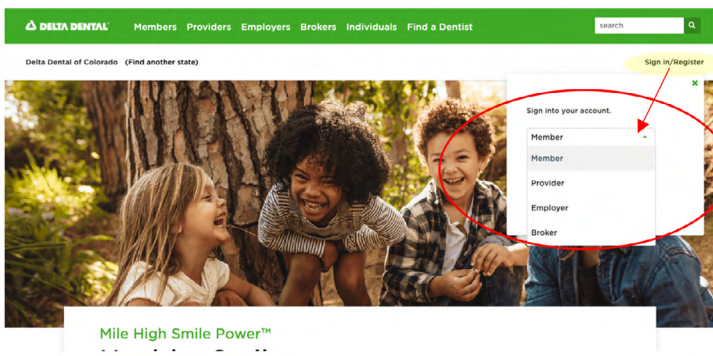 DELTA DENTAL Members Providers Employers Brokers Individuals Find a Dentist search
Delta Dental of Colorado (Find another state) Sign in/Register
Sign into your account.
Member
Member
Provider
Employer
Broker
Mile High Smile Power™